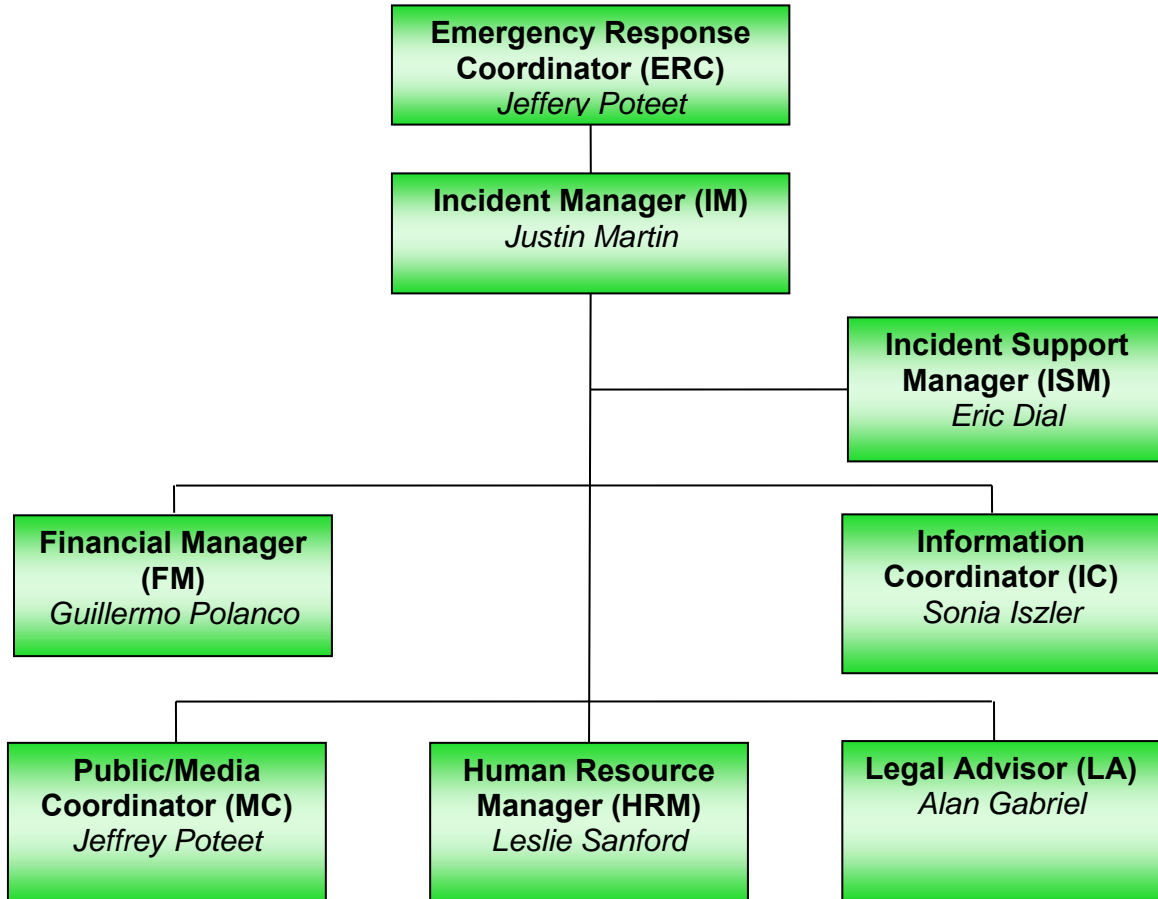 Emergency Response
Coordinator (ERC)
Jeffery Poteet
Incident Manager (IM)
Justin Martin
Incident Support
Manager (ISM)
Eric Dial
Financial Manager
(FM)
Guillermo Polanco
Information
Coordinator (IC)
Sonia Iszler
Public/Media
Coordinator (MC)
Jeffrey Poteet
Human Resource
Manager (HRM)
Leslie Sanford
Legal Advisor (LA)
Alan Gabriel